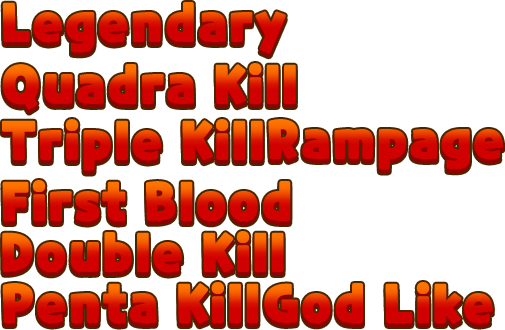 Legendary
Quadra Kill
Triple KillRampage
First Blood
Double Kill
Penta KillGod Like